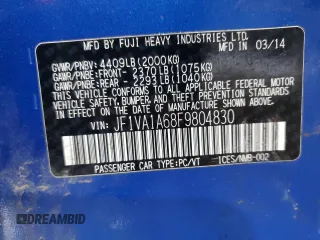 MFD BY FUJI HEAVY INDUSTRIES LTD.
GVWR/PNBV: 4409LB(2000KG) 03/14
GAWR/PNBE:FRONT- 2370LB(1075KG)
GAWR/PNBE:REAR - 2293LB(1040KG)
THIS VEHICLE CONFORMS TO ALL APPLICABLE
FEDERAL MOTOR VEHICLE SAFETY, BUMPER, AND
THEFT PREVENTION STANDARDS IN EFFECT ON
THE DATE OF MANUFACTURE SHOWN ABOVE.
VIN: JF1VA1A68F9804830
PASSENGER CAR TYPE:PC/VT ICES/NMB-002
DREAMBID